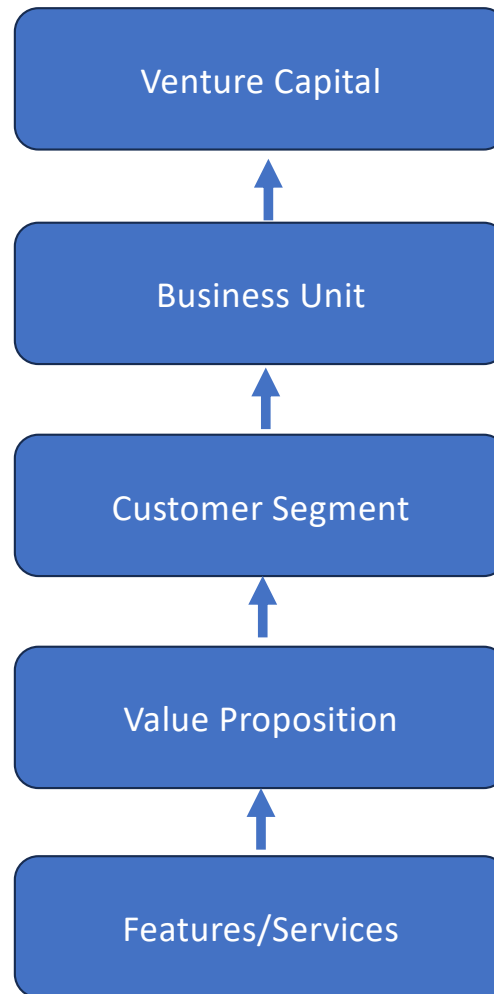 Venture Capital
Business Unit
Customer Segment
Value Proposition
Features/Services